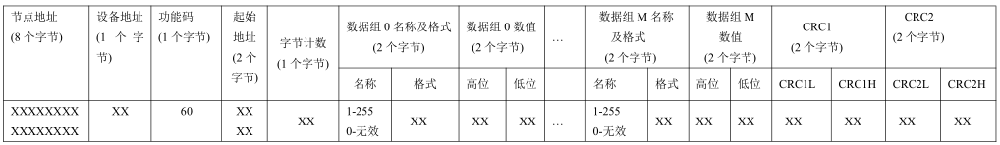 节点地址
(8 个字节)
设备地址
(1 个 字
节)
功能码
(1 个字节)
起始
地址
(2 个
字节)
字节计数
(1 个字节)
数据组 0 名称及格式
(2 个字节)
数据组 0 数值
(2 个字节)
…
数据组 M 名称
及格式
(2 个字节)
数据组 M
数值
(2 个字节)
CRC1
(2 个字节)
CRC2
(2 个字节)
名称
格式
高位
低位
名称
格式
高位
低位
CRC1L
CRC1H
CRC2L
CRC2H
XXXXXXXX
XXXXXXXX
XX
60
XX
XX
XX
1-255
0-无效
XX
XX
XX
…
1-255
0-无效
XX
XX
XX
XX
XX
XX
XX